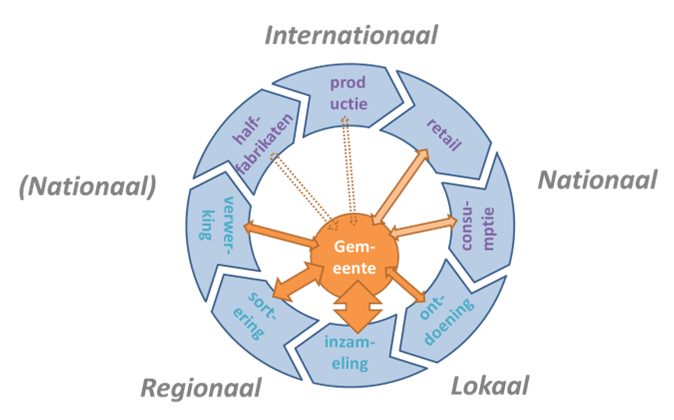 Internationaal
prod
uctie
retail
half-
fabrikaten
(Nationaal)
Nationaal
verwer-
king
consu-
mptie
Gem-
eente
sort-
ering
ont-
doening
inzam-
eling
Regionaal
Lokaal